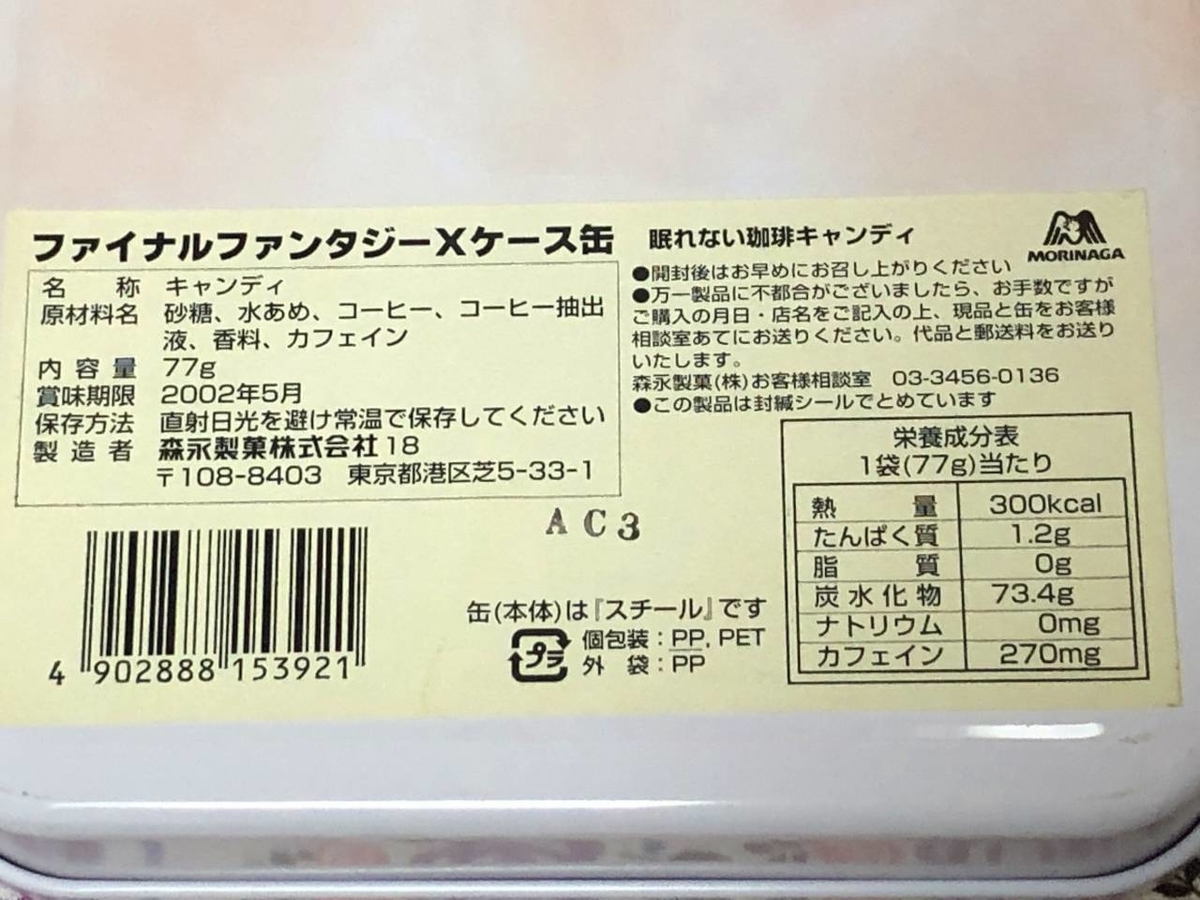 ファイナルファンタジーXケース缶
名称 キャンディ
原材料名 砂糖、水あめ、コーヒー、コーヒー抽出
液、香料、カフェイン
内容量 77g
賞味期限 2002年5月
保存方法 直射日光を避け常温で保存してください
製造者 森永製菓株式会社18
〒108-8403 東京都港区芝5-33-1
眠れない珈琲キャンディ
MORINAGA
●開封後はお早めにお召し上がりください
●万一製品に不都合がございましたら、お手数ですが
ご購入の月日・店名をご記入の上、現品と缶をお客様
相談室あてにお送りください。代品と郵送料をお送り
いたします。
森永製菓(株)お客様相談室 03-3456-0136
●この製品は封緘シールでとめています
栄養成分表
1袋(77g)当たり
熱量 300kcal
たんぱく質 1.2g
脂質 0g
炭水化物 73.4g
ナトリウム 0mg
カフェイン 270mg
AC3
缶(本体)は『スチール』です
プラ
個包装:PP, PET
外袋:PP
4 902888 153921